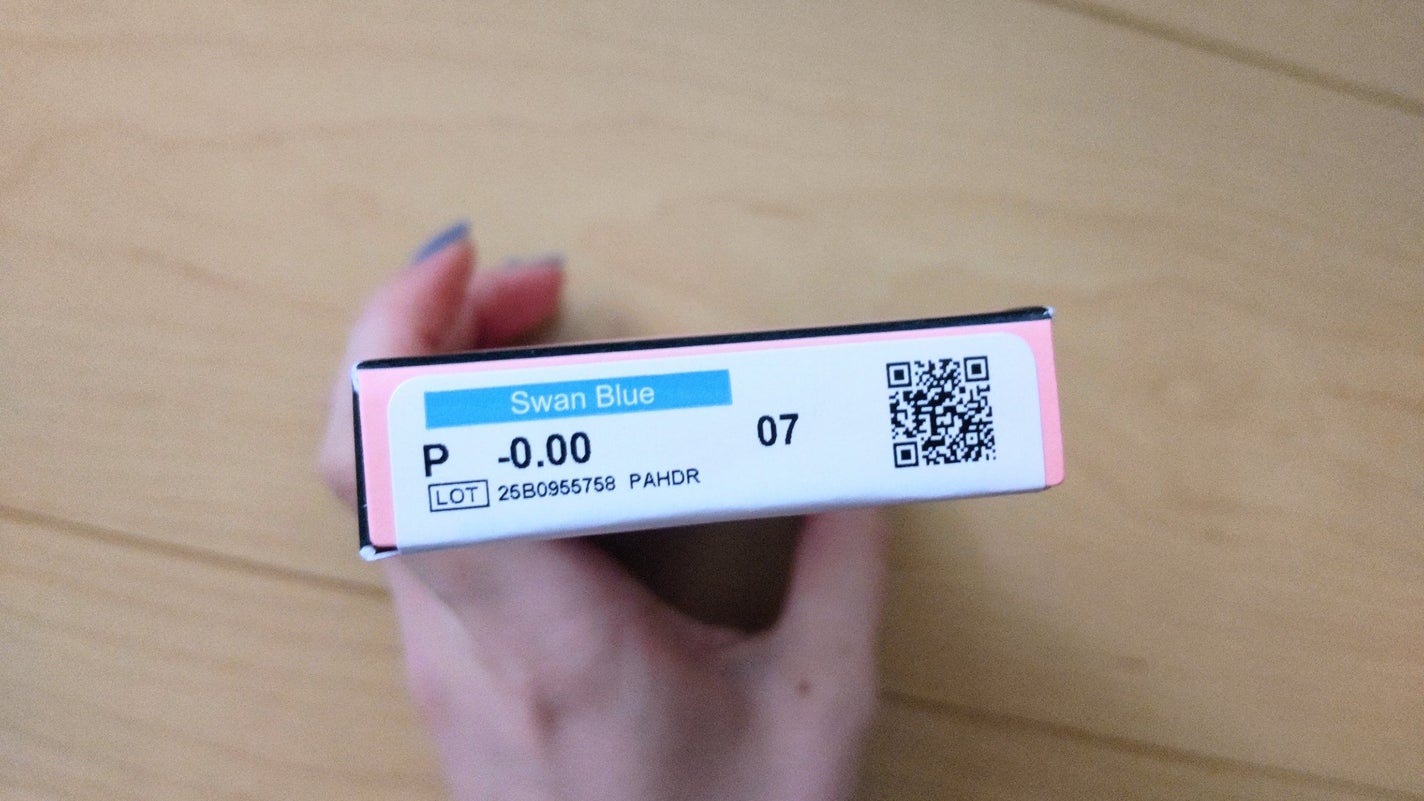 Swan Blue
P -0.00 07
LOT 25B0955758 PAHDR